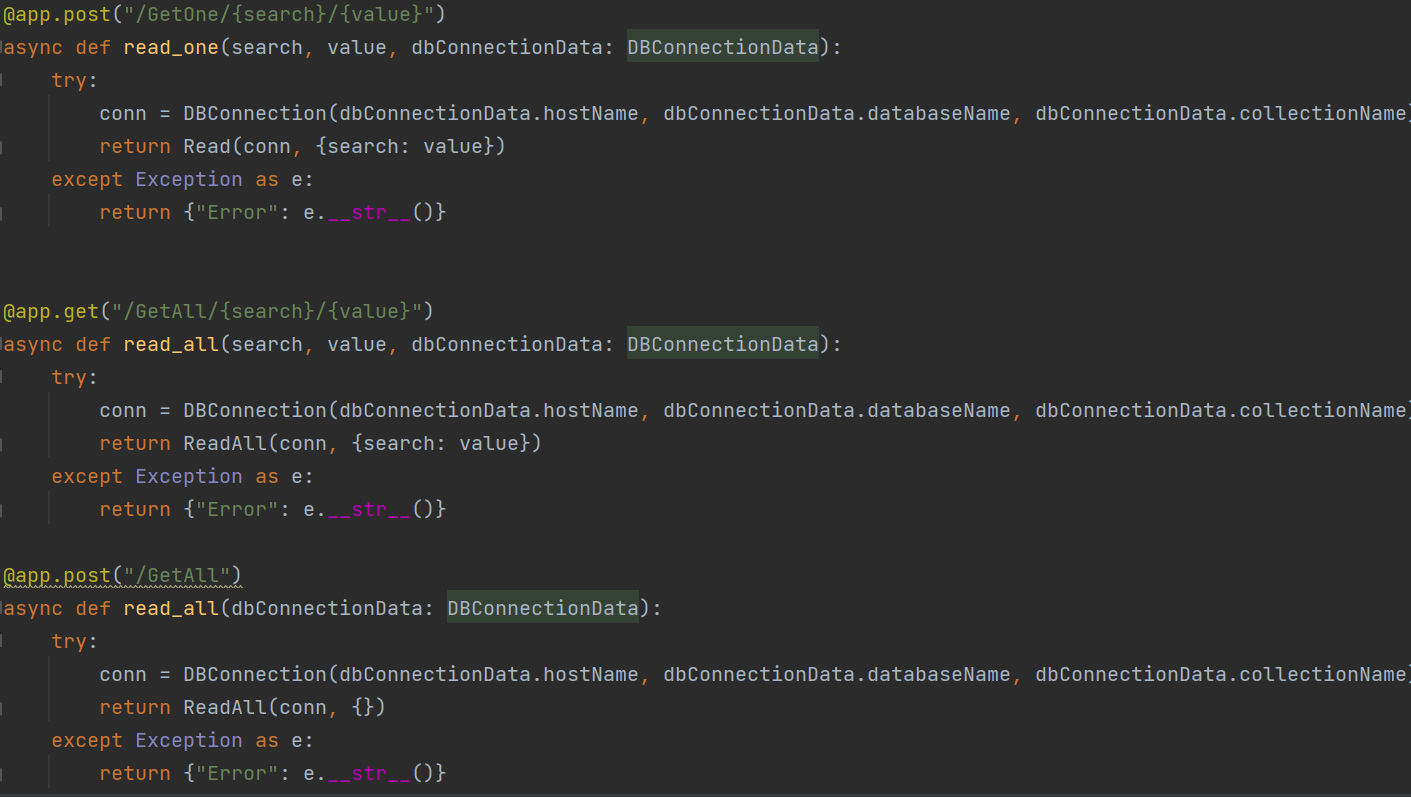 @app.post("/GetOne/{search}/{value}")
async def read_one(search, value, dbConnectionData: DBConnectionData):
    try:
        conn = DBConnection(dbConnectionData.hostName, dbConnectionData.databaseName, dbConnectionData.collectionName)
        return Read(conn, {search: value})
    except Exception as e:
        return {"Error": e.__str__()}
@app.get("/GetAll/{search}/{value}")
async def read_all(search, value, dbConnectionData: DBConnectionData):
    try:
        conn = DBConnection(dbConnectionData.hostName, dbConnectionData.databaseName, dbConnectionData.collectionName)
        return ReadAll(conn, {search: value})
    except Exception as e:
        return {"Error": e.__str__()}
@app.post("/GetAll")
async def read_all(dbConnectionData: DBConnectionData):
    try:
        conn = DBConnection(dbConnectionData.hostName, dbConnectionData.databaseName, dbConnectionData.collectionName)
        return ReadAll(conn, {})
    except Exception as e:
        return {"Error": e.__str__()}